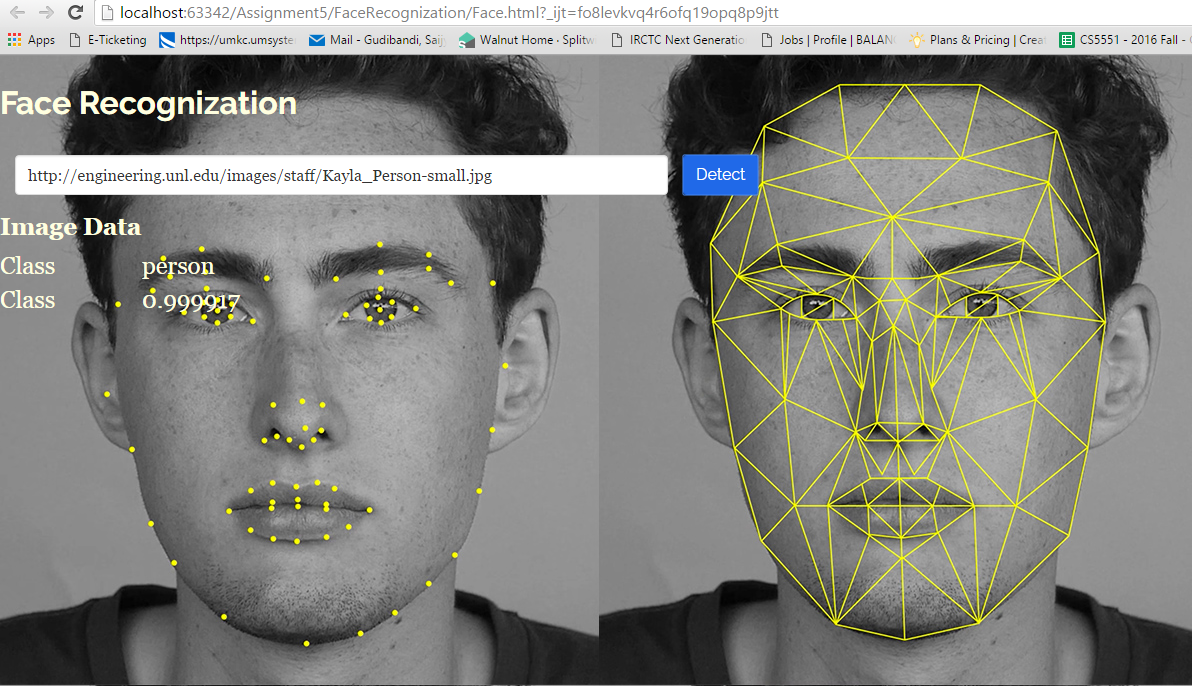 localhost:63342/Assignment5/FaceRecognization/Face.html?_ijt=fo8levkvq4r6ofq19opq8p9jtt
Apps E-Ticketing https://umkc.umsyste Mail - Gudibandi, Saij Walnut Home · Splitw IRCTC Next Generatio Jobs | Profile | BALAN Plans & Pricing | Creat CS5551 - 2016 Fall -
Face Recognization
http://engineering.unl.edu/images/staff/Kayla_Person-small.jpg Detect
Image Data
Class person
Class 0.999917